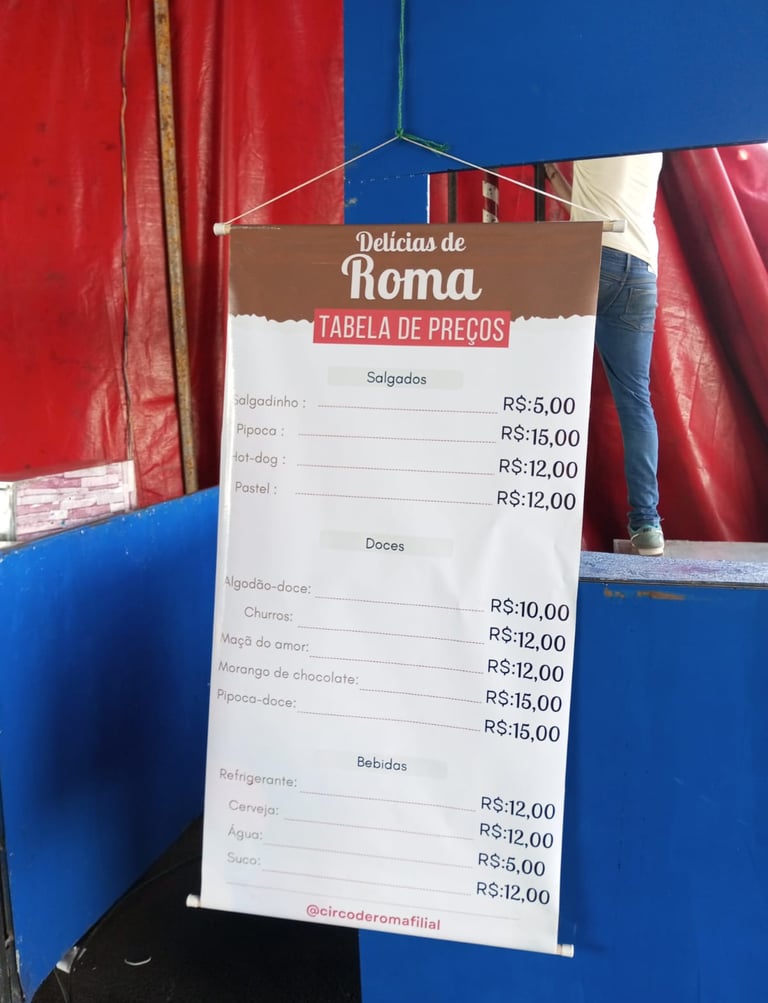 Delícias de
Roma
TABELA DE PREÇOS
Salgados
Salgadinho : R$:5,00
Pipoca : R$:15,00
Hot-dog : R$:12,00
Pastel : R$:12,00
Doces
Algodão-doce: R$:10,00
Churros: R$:12,00
Maçã do amor: R$:12,00
Morango de chocolate: R$:15,00
Pipoca-doce: R$:15,00
Bebidas
Refrigerante: R$:12,00
Cerveja: R$:12,00
Água: R$:5,00
Suco: R$:12,00
@circoderomafilial